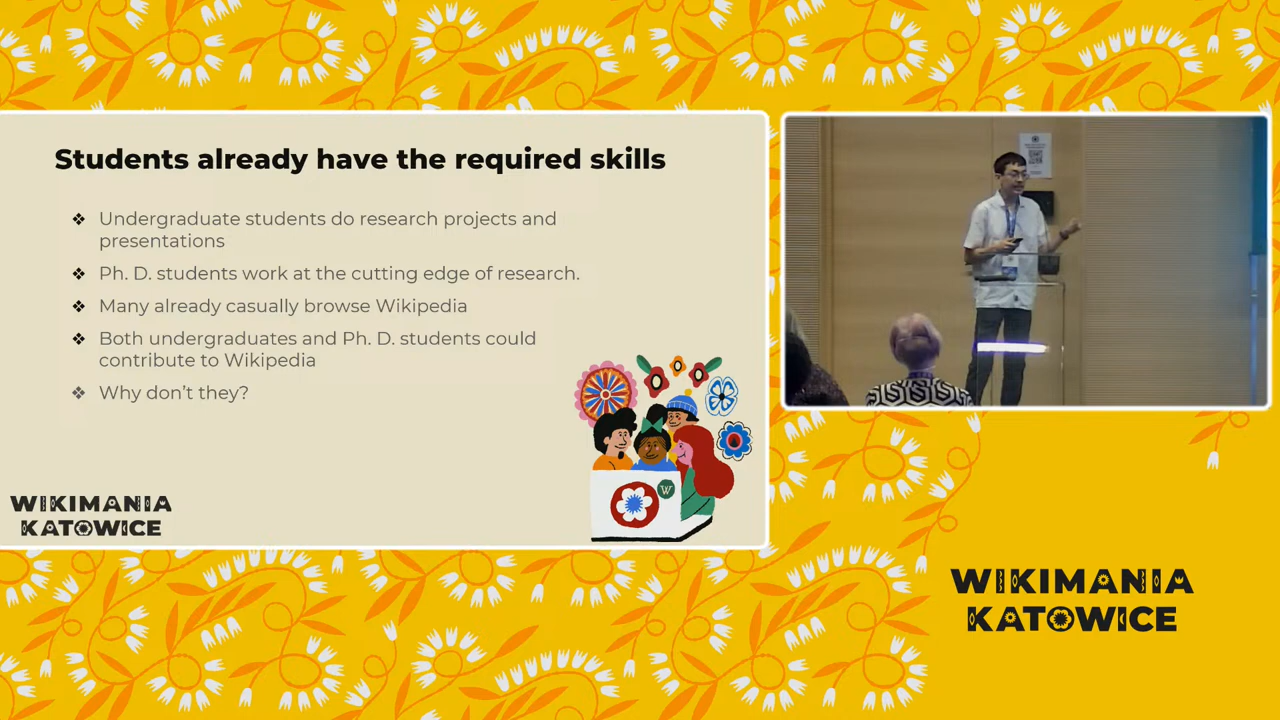 Students already have the required skills
❖ Undergraduate students do research projects and
presentations
❖ Ph. D. students work at the cutting edge of research.
❖ Many already casually browse Wikipedia
❖ Both undergraduates and Ph. D. students could
contribute to Wikipedia
❖ Why don't they?
W
WIKIMANIA
KATOWICE
WIKIMANIA
KATOWICE